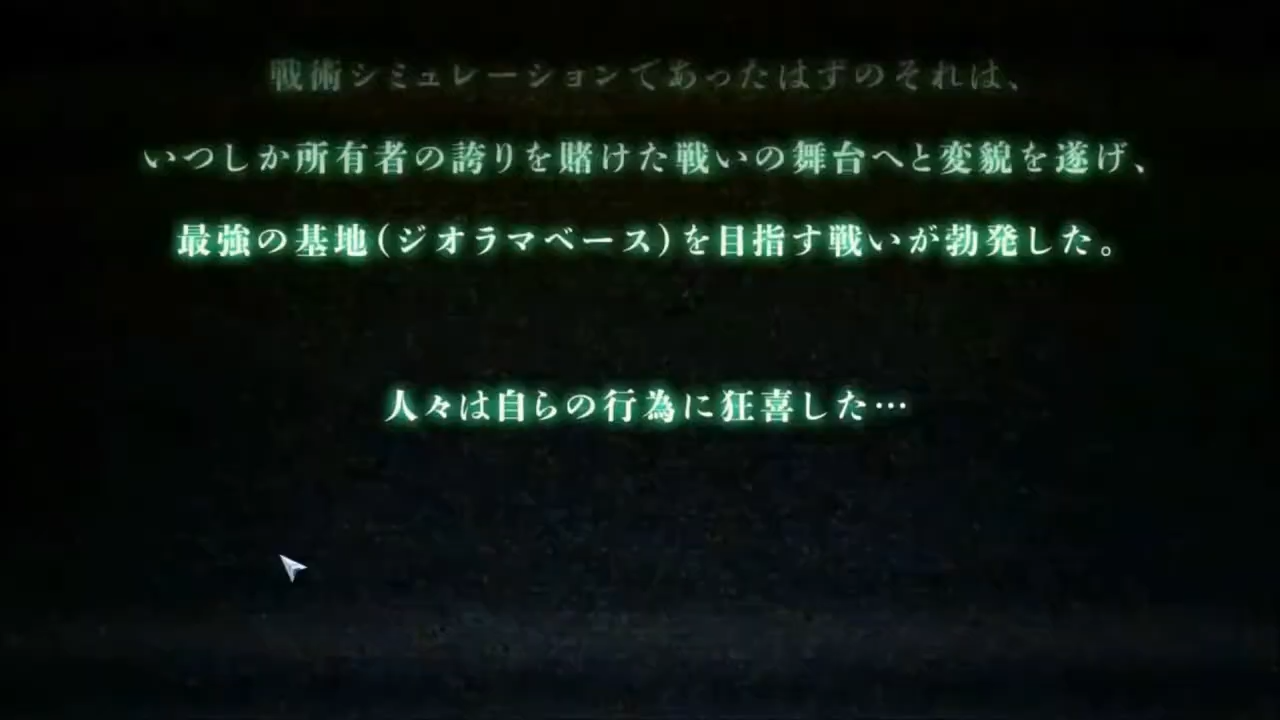 戦術シミュレーションであったはずのそれは、
いつしか所有者の誇りを賭けた戦いの舞台へと変貌を遂げ、
最強の基地(ジオラマベース)を目指す戦いが勃発した。
人々は自らの行為に狂喜した…